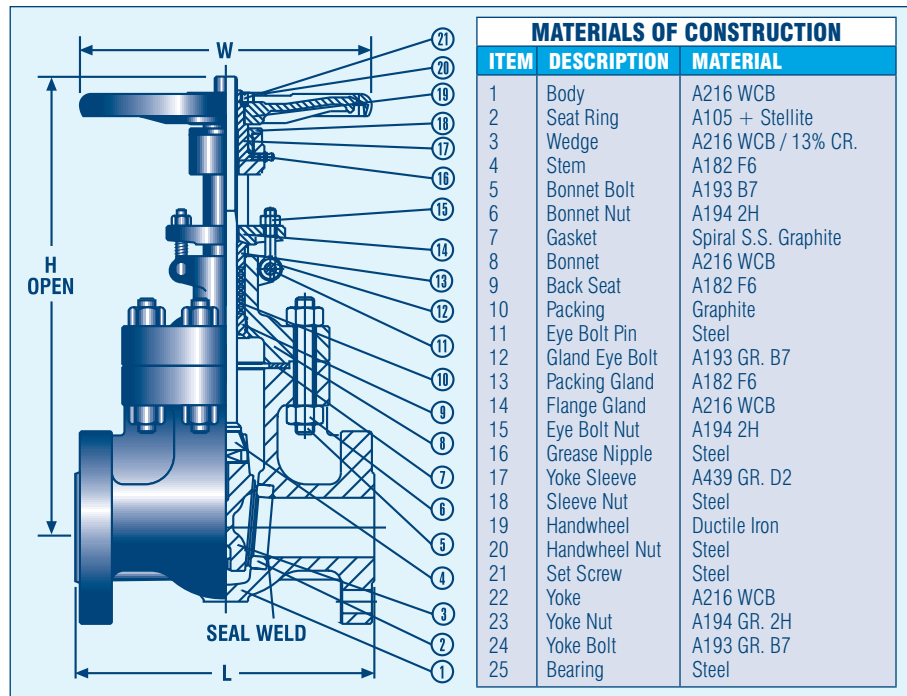 W
H
OPEN
SEAL WELD
L
21
20
19
18
17
16
15
14
13
12
11
10
9
8
7
6
5
4
3
2
1
MATERIALS OF CONSTRUCTION
ITEM DESCRIPTION MATERIAL
1 Body A216 WCB
2 Seat Ring A105 + Stellite
3 Wedge A216 WCB / 13% CR.
4 Stem A182 F6
5 Bonnet Bolt A193 B7
6 Bonnet Nut A194 2H
7 Gasket Spiral S.S. Graphite
8 Bonnet A216 WCB
9 Back Seat A182 F6
10 Packing Graphite
11 Eye Bolt Pin Steel
12 Gland Eye Bolt A193 GR. B7
13 Packing Gland A182 F6
14 Flange Gland A216 WCB
15 Eye Bolt Nut A194 2H
16 Grease Nipple Steel
17 Yoke Sleeve A439 GR. D2
18 Sleeve Nut Steel
19 Handwheel Ductile Iron
20 Handwheel Nut Steel
21 Set Screw Steel
22 Yoke A216 WCB
23 Yoke Nut A194 GR. 2H
24 Yoke Bolt A193 GR. B7
25 Bearing Steel